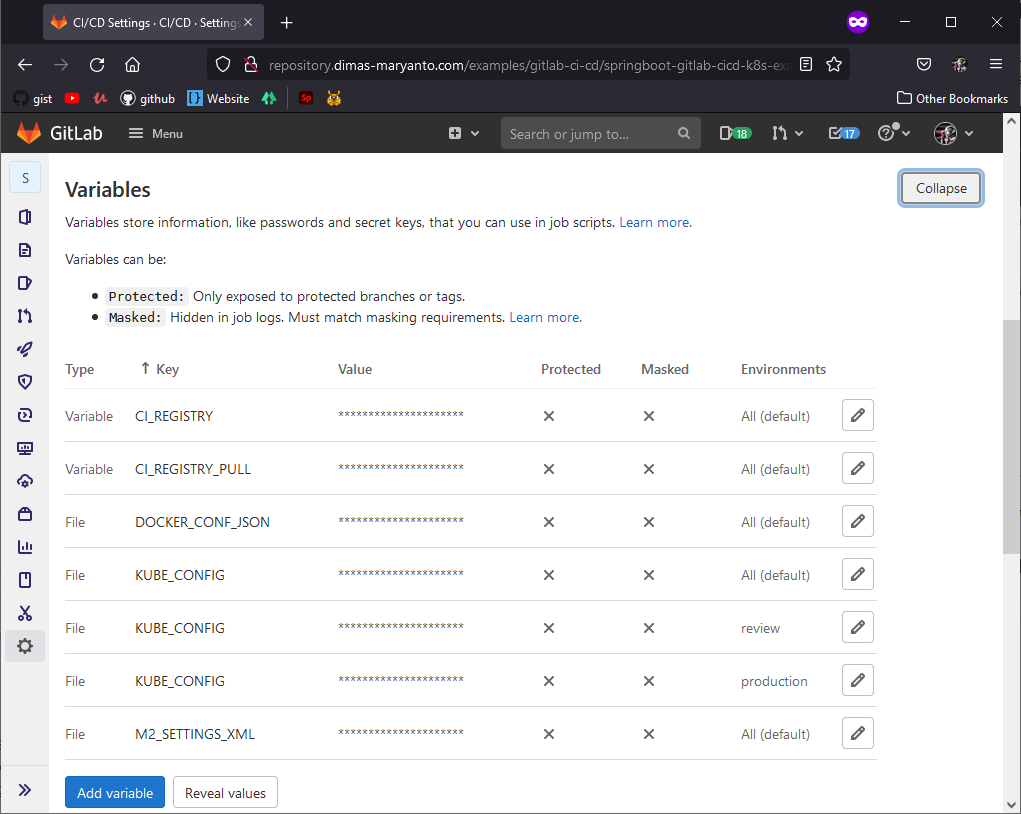 CI/CD Settings · CI/CD · Settings
repository.dimas-maryanto.com/examples/gitlab-ci-cd/springboot-gitlab-cicd-k8s-exa
gist
github
Website
Sp
Other Bookmarks
GitLab
Menu
Search or jump to...
18
17
S
Variables
Collapse
Variables store information, like passwords and secret keys, that you can use in job scripts. Learn more.
Variables can be:
• Protected: Only exposed to protected branches or tags.
• Masked: Hidden in job logs. Must match masking requirements. Learn more.
Type ↑ Key Value Protected Masked Environments
Variable CI_REGISTRY ********************* All (default)
Variable CI_REGISTRY_PULL ********************* All (default)
File DOCKER_CONF_JSON ********************* All (default)
File KUBE_CONFIG ********************* All (default)
File KUBE_CONFIG ********************* review
File KUBE_CONFIG ********************* production
File M2_SETTINGS_XML ********************* All (default)
Add variable Reveal values